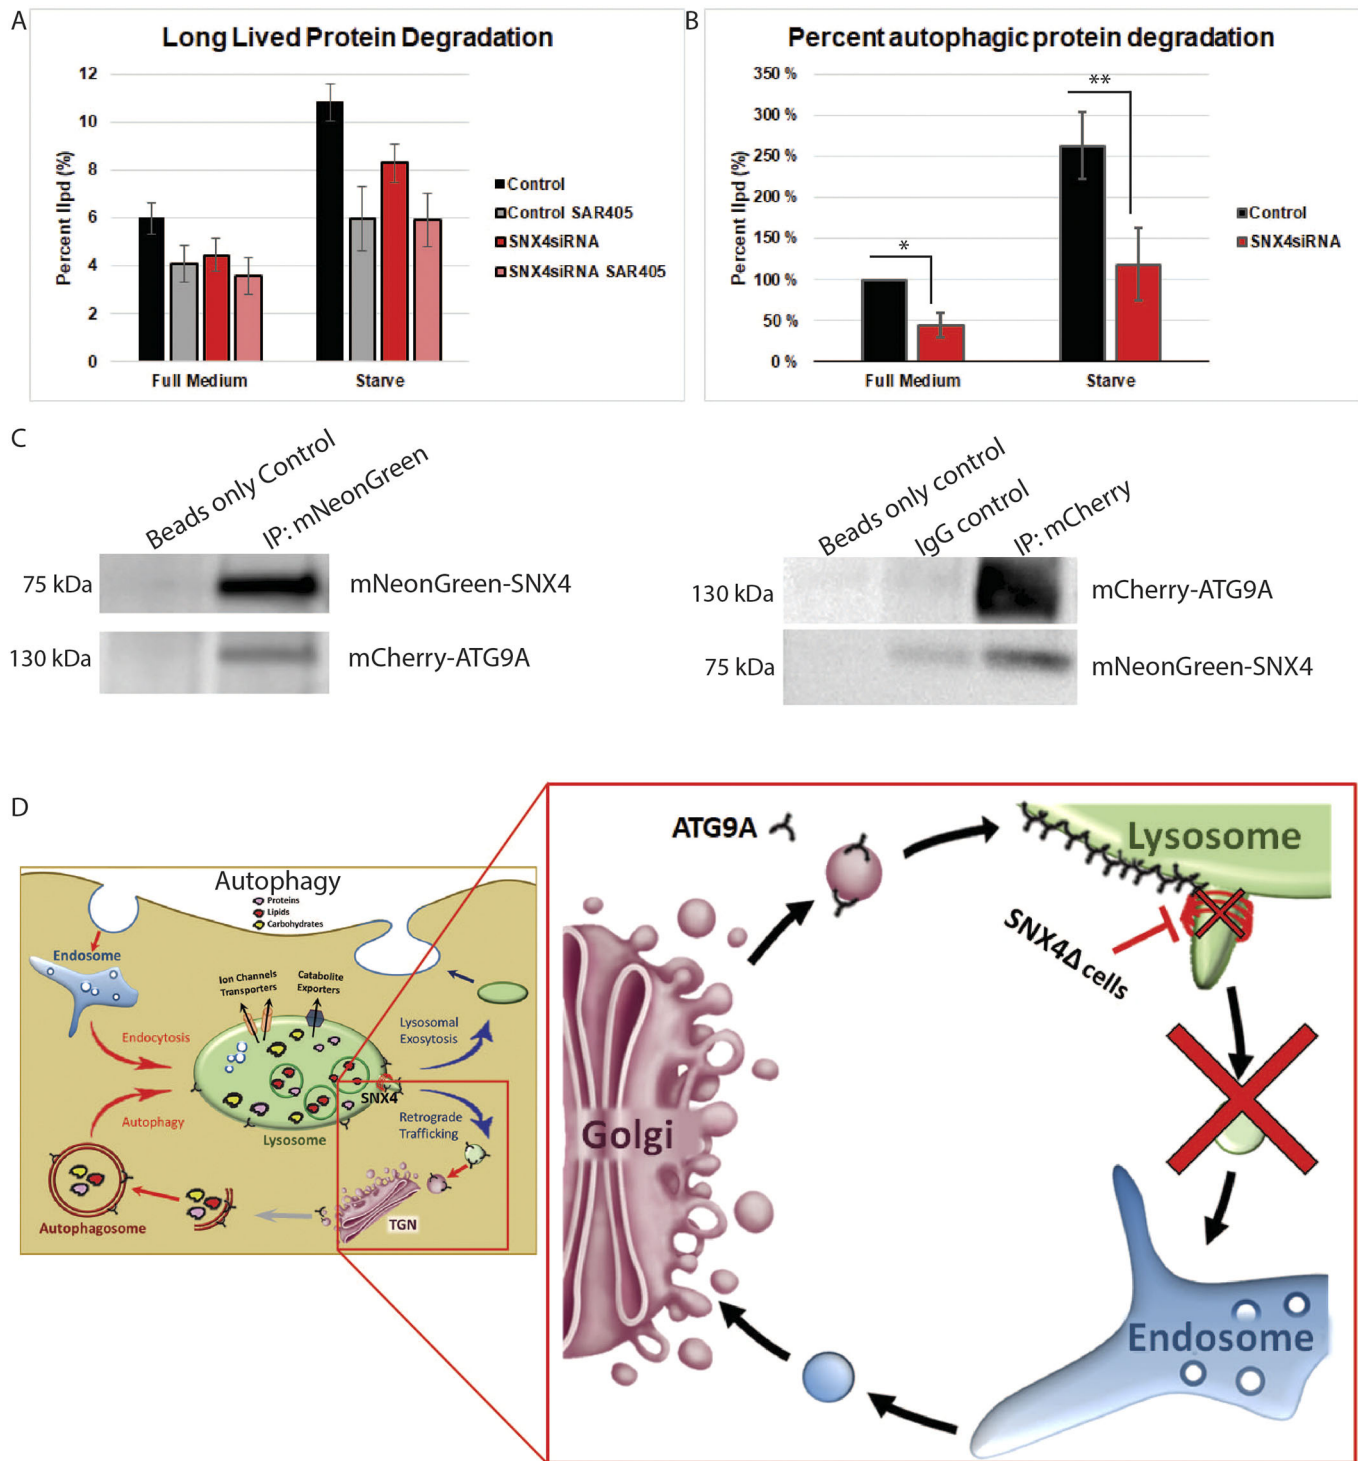 A
Long Lived Protein Degradation
Percent llpd (%)
12
10
8
6
4
2
0
Full Medium
Starve
Control
Control SAR405
SNX4siRNA
SNX4siRNA SAR405
B
Percent autophagic protein degradation
Percent llpd (%)
350 %
300 %
250 %
200 %
150 %
100 %
50 %
0 %
*
**
Full Medium
Starve
Control
SNX4siRNA
C
Beads only Control
IP: mNeonGreen
75 kDa
mNeonGreen-SNX4
130 kDa
mCherry-ATG9A
Beads only control
IgG control
IP: mCherry
130 kDa
mCherry-ATG9A
75 kDa
mNeonGreen-SNX4
D
Autophagy
Proteins
Lipids
Carbohydrates
Endosome
Ion Channels
Transporters
Catabolite
Exporters
Endocytosis
Lysosomal
Exosytosis
SNX4
Autophagy
Lysosome
Retrograde
Trafficking
Autophagosome
TGN
ATG9A
Lysosome
SNX4Δ cells
Golgi
Endosome